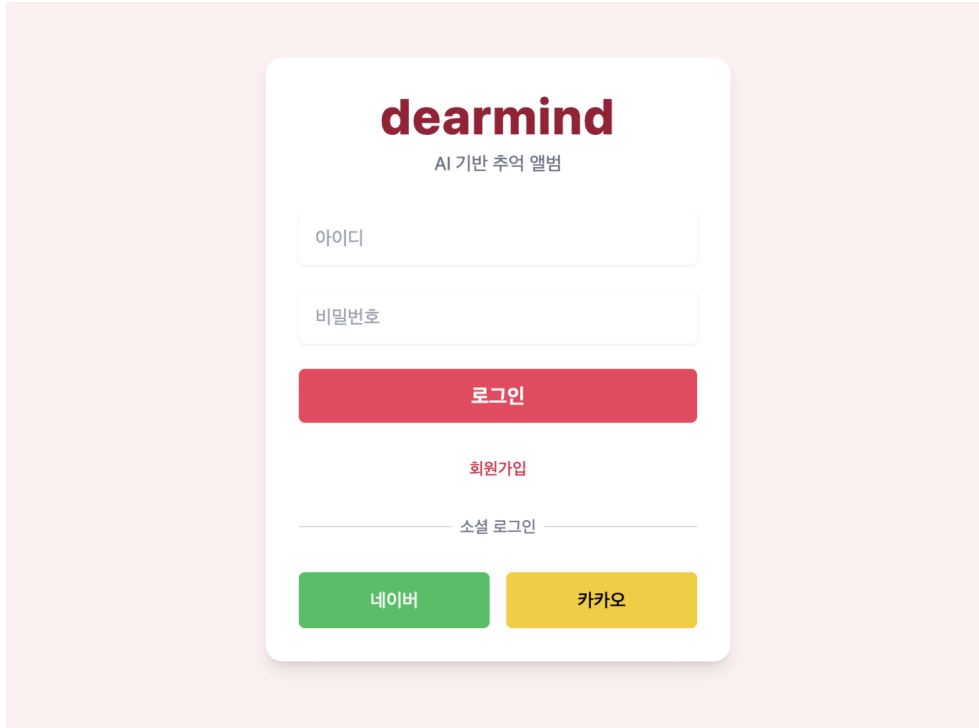 dearmind
AI 기반 추억 앨범
아이디
비밀번호
로그인
회원가입
소셜 로그인
네이버
카카오